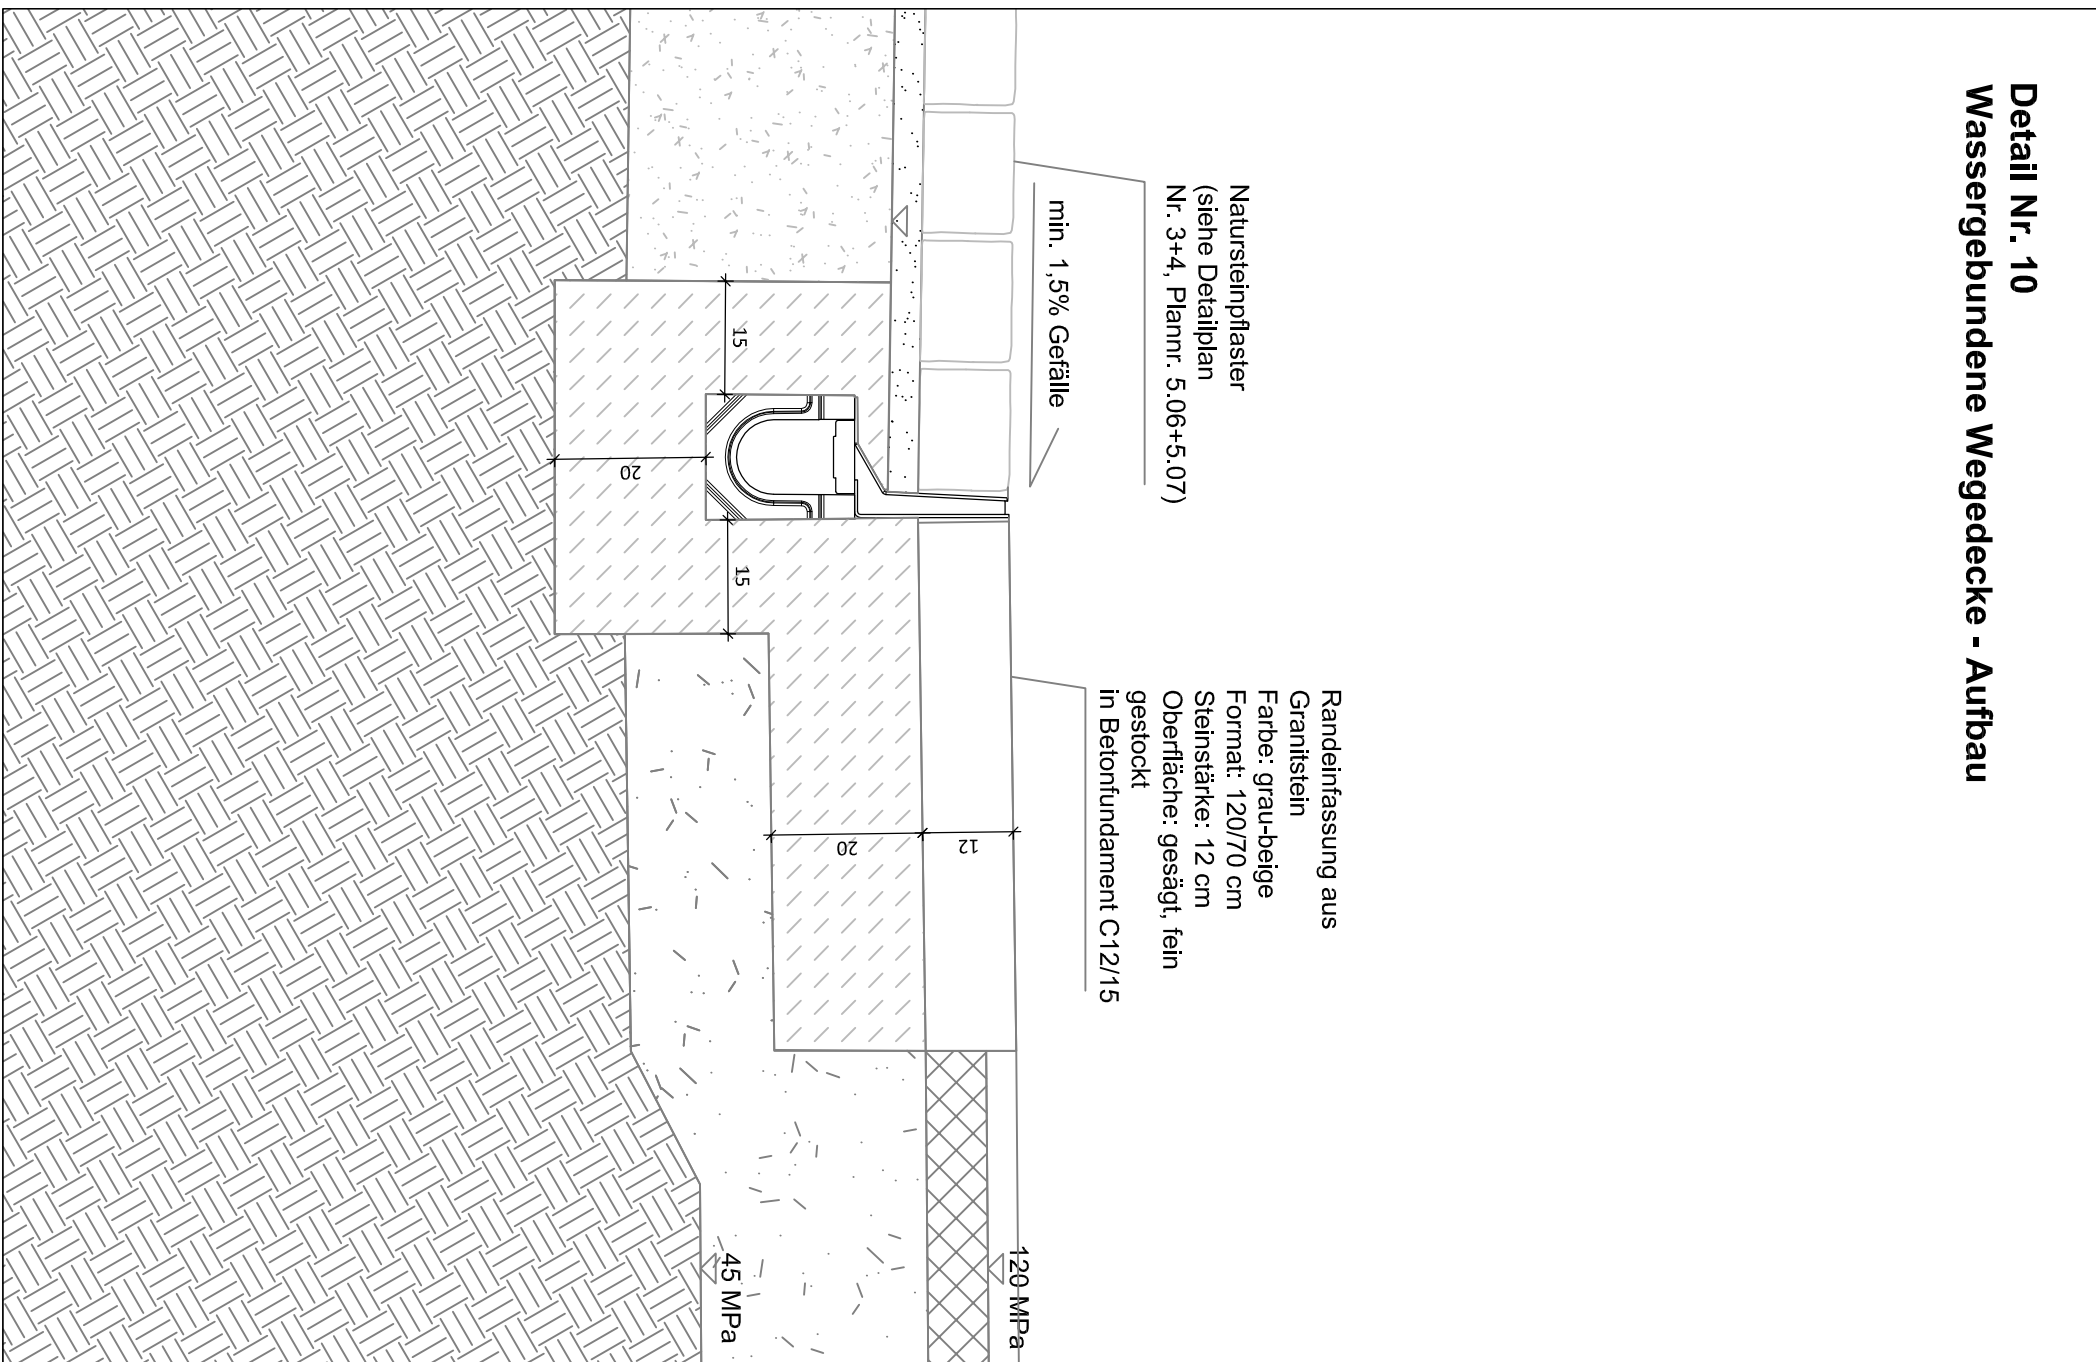 Detail Nr. 10
Wassergebundene Wegedecke - Aufbau
Natursteinpflaster
(siehe Detailplan
Nr. 3+4, Plannr. 5.06+5.07)
min. 1,5% Gefälle
Randeinfassung aus
Granitstein
Farbe: grau-beige
Format: 120/70 cm
Steinstärke: 12 cm
Oberfläche: gesägt, fein
gestockt
in Betonfundament C12/15
15
20
15
20
12
120 MPa
45 MPa